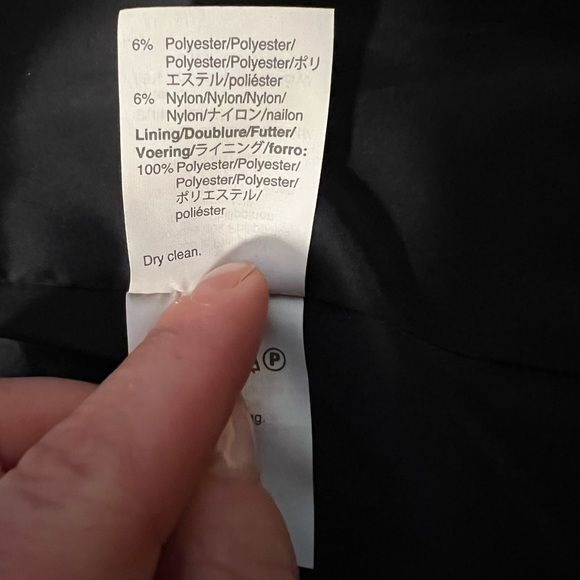 6% Polyester/Polyester/
Polyester/Polyester/ポリ
エステル/poliéster
6% Nylon/Nylon/Nylon/
Nylon/ナイロン/nailon
Lining/Doublure/Futter/
Voering/ライニング/forro:
100% Polyester/Polyester/
Polyester/Polyester/
ポリエステル/
poliéster
Dry clean.
P